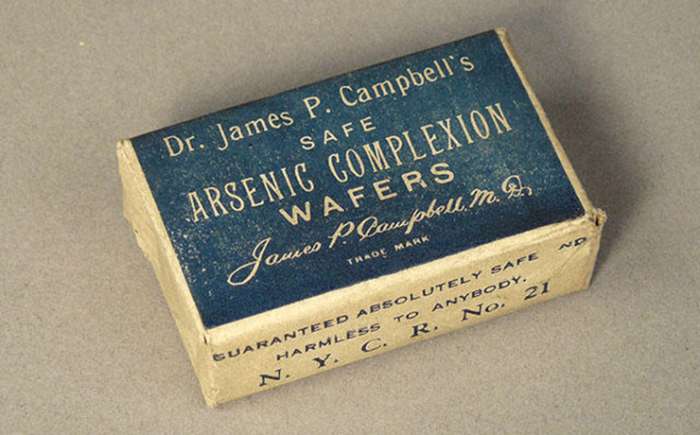 Dr. James P. Campbell's
SAFE
ARSENIC COMPLEXION
WAFERS
James P. Campbell, M.D.
TRADE MARK
GUARANTEED ABSOLUTELY SAFE AND
HARMLESS TO ANYBODY.
N. Y. C. R. No. 21